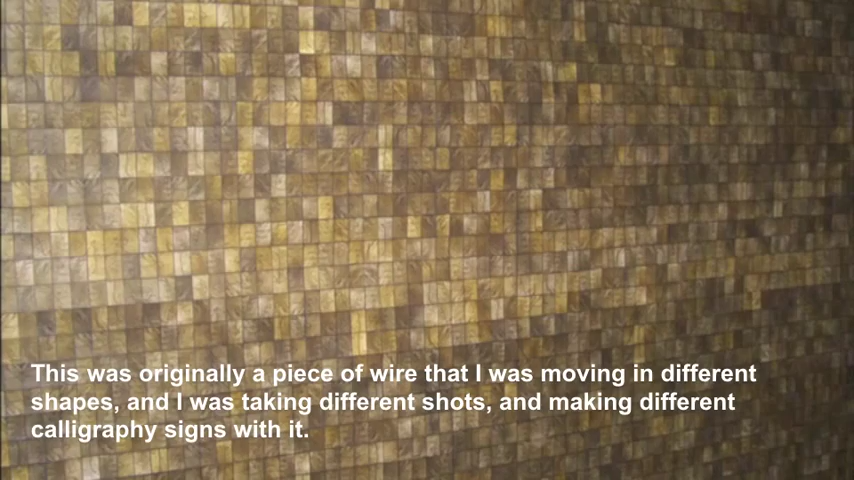 This was originally a piece of wire that I was moving in different
shapes, and I was taking different shots, and making different
calligraphy signs with it.